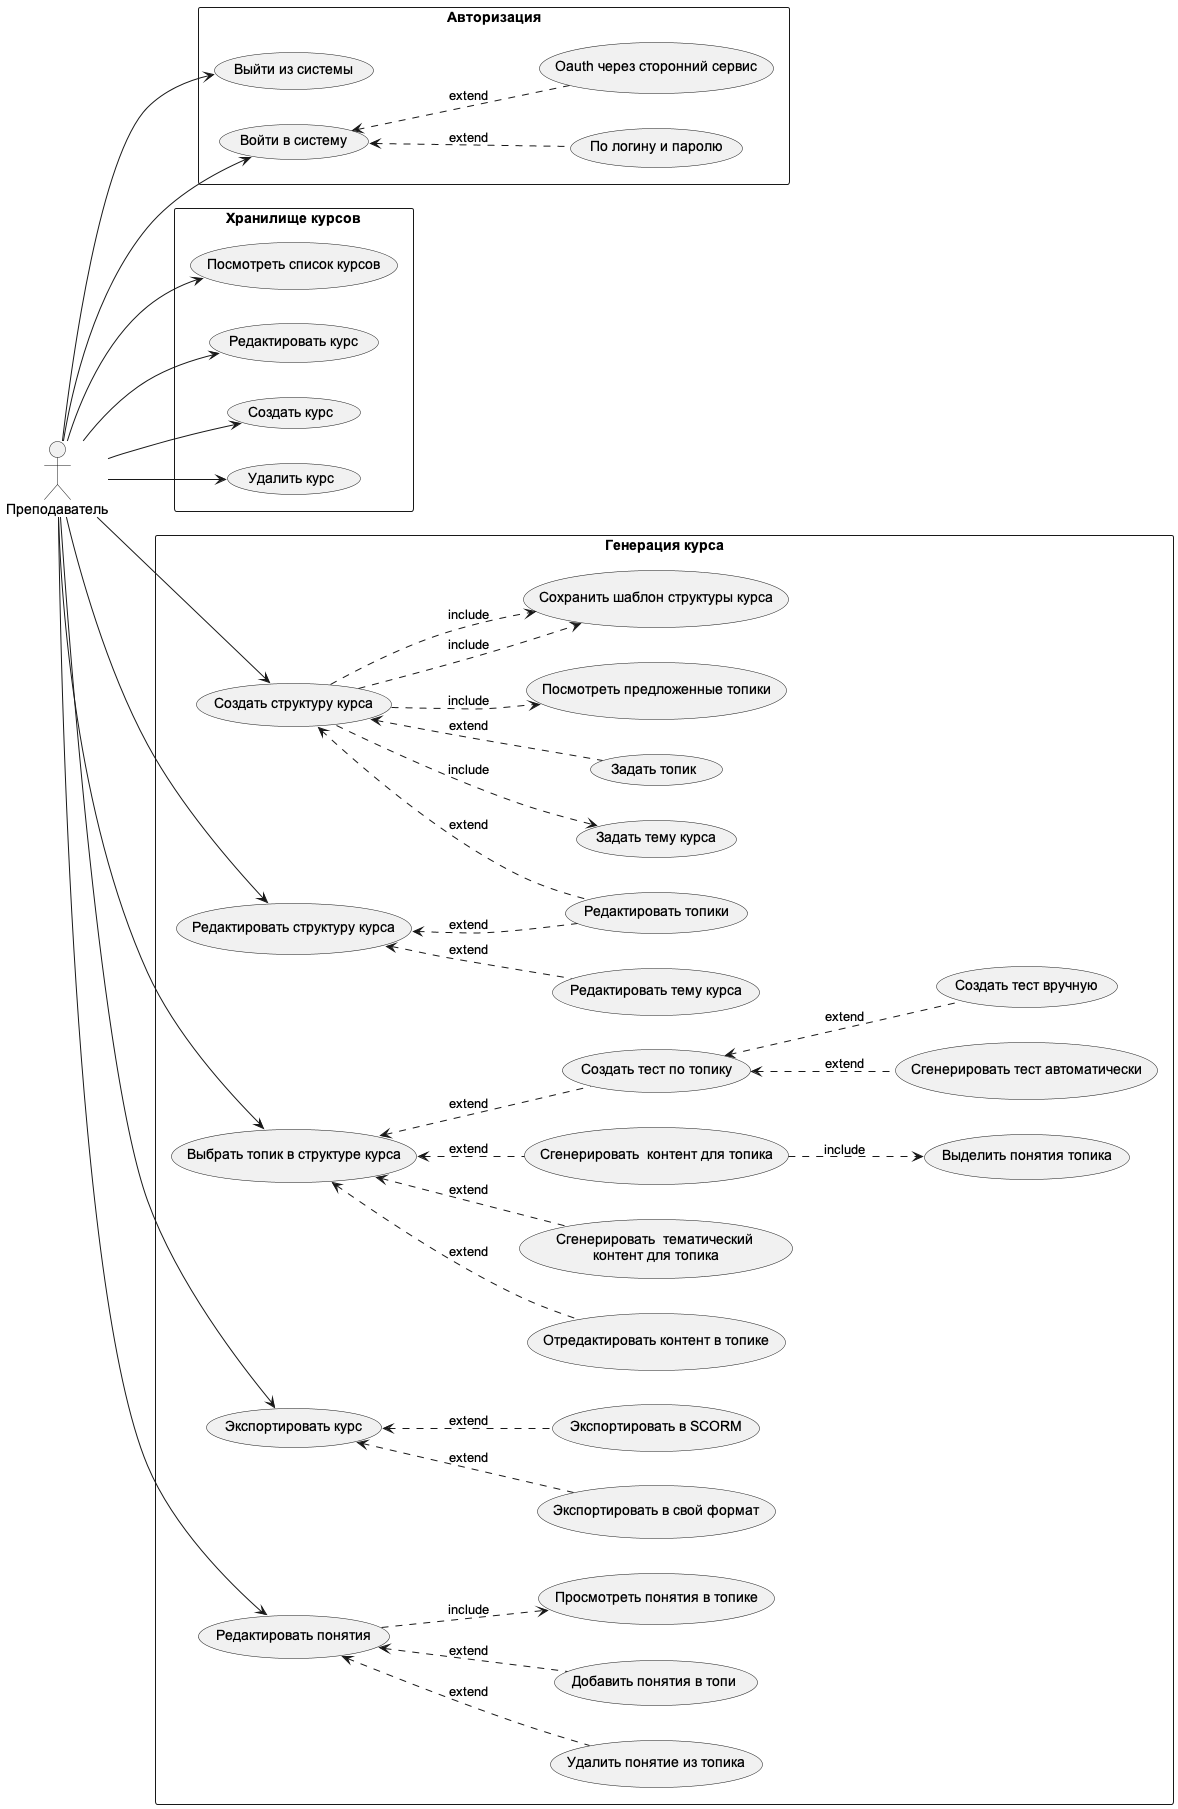 Авторизация
Выйти из системы
Oauth через сторонний сервис
extend
Войти в систему
extend
По логину и паролю
Хранилище курсов
Посмотреть список курсов
Редактировать курс
Создать курс
Удалить курс
Преподаватель
Генерация курса
Сохранить шаблон структуры курса
include
include
Создать структуру курса
include
Посмотреть предложенные топики
extend
Задать топик
include
Задать тему курса
extend
Редактировать топики
Редактировать структуру курса
extend
extend
Редактировать тему курса
Создать тест вручную
extend
Создать тест по топику
extend
Сгенерировать тест автоматически
extend
Выбрать топик в структуре курса
extend
Сгенерировать  контент для топика
include
Выделить понятия топика
extend
Сгенерировать  тематический
контент для топика
extend
Отредактировать контент в топике
Экспортировать курс
extend
Экспортировать в SCORM
extend
Экспортировать в свой формат
Просмотреть понятия в топике
include
Редактировать понятия
extend
Добавить понятия в топи
extend
Удалить понятие из топика